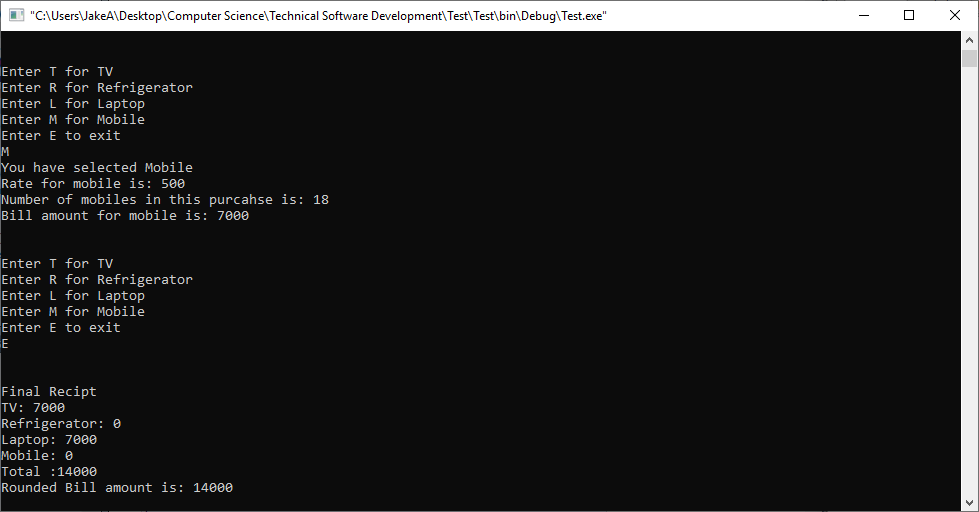 "C:\Users\JakeA\Desktop\Computer Science\Technical Software Development\Test\Test\bin\Debug\Test.exe"
Enter T for TV
Enter R for Refrigerator
Enter L for Laptop
Enter M for Mobile
Enter E to exit
M
You have selected Mobile
Rate for mobile is: 500
Number of mobiles in this purcahse is: 18
Bill amount for mobile is: 7000
Enter T for TV
Enter R for Refrigerator
Enter L for Laptop
Enter M for Mobile
Enter E to exit
E
Final Recipt
TV: 7000
Refrigerator: 0
Laptop: 7000
Mobile: 0
Total :14000
Rounded Bill amount is: 14000